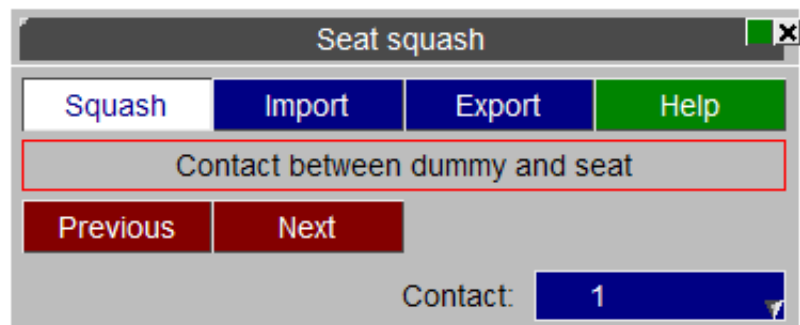 Seat squash
Squash Import Export Help
Contact between dummy and seat
Previous Next
Contact: 1